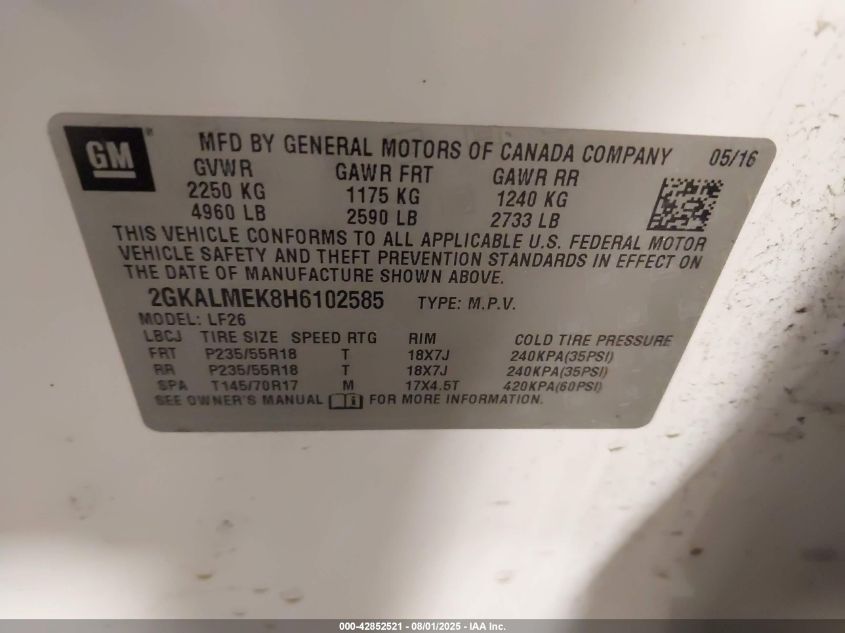 GM
MFD BY GENERAL MOTORS OF CANADA COMPANY 05/16
GVWR GAWR FRT GAWR RR
2250 KG 1175 KG 1240 KG
4960 LB 2590 LB 2733 LB
THIS VEHICLE CONFORMS TO ALL APPLICABLE U.S. FEDERAL MOTOR
VEHICLE SAFETY AND THEFT PREVENTION STANDARDS IN EFFECT ON
THE DATE OF MANUFACTURE SHOWN ABOVE.
2GKALMEK8H6102585 TYPE: M.P.V.
MODEL: LF26
LBCJ TIRE SIZE SPEED RTG RIM COLD TIRE PRESSURE
FRT P235/55R18 T 18X7J 240KPA(35PSI)
RR P235/55R18 T 18X7J 240KPA(35PSI)
SPA T145/70R17 M 17X4.5T 420KPA(60PSI)
SEE OWNER'S MANUAL FOR MORE INFORMATION.
000-42852521 - 08/01/2025 - IAA Inc.